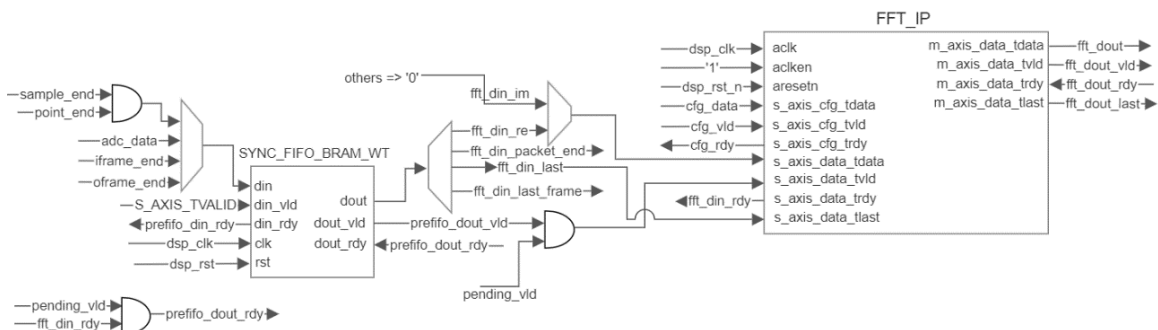 FFT_IP
dsp_clk
aclk
m_axis_data_tdata
fft_dout
'1'
aclken
m_axis_data_tvld
fft_dout_vld
others => '0'
dsp_rst_n
aresetn
m_axis_data_trdy
fft_dout_rdy
sample_end
fft_din_im
cfg_data
s_axis_cfg_tdata
m_axis_data_tlast
fft_dout_last
point_end
cfg_vld
s_axis_cfg_tvld
adc_data
fft_din_re
cfg_rdy
s_axis_cfg_trdy
iframe_end
SYNC_FIFO_BRAM_WT
fft_din_packet_end
s_axis_data_tdata
oframe_end
din
fft_din_last
s_axis_data_tvld
dout
fft_din_last_frame
fft_din_rdy
s_axis_data_trdy
S_AXIS_TVALID
din_vld
s_axis_data_tlast
prefifo_din_rdy
din_rdy
dout_vld
prefifo_dout_vld
dsp_clk
clk
dout_rdy
prefifo_dout_rdy
dsp_rst
rst
pending_vld
pending_vld
prefifo_dout_rdy
fft_din_rdy